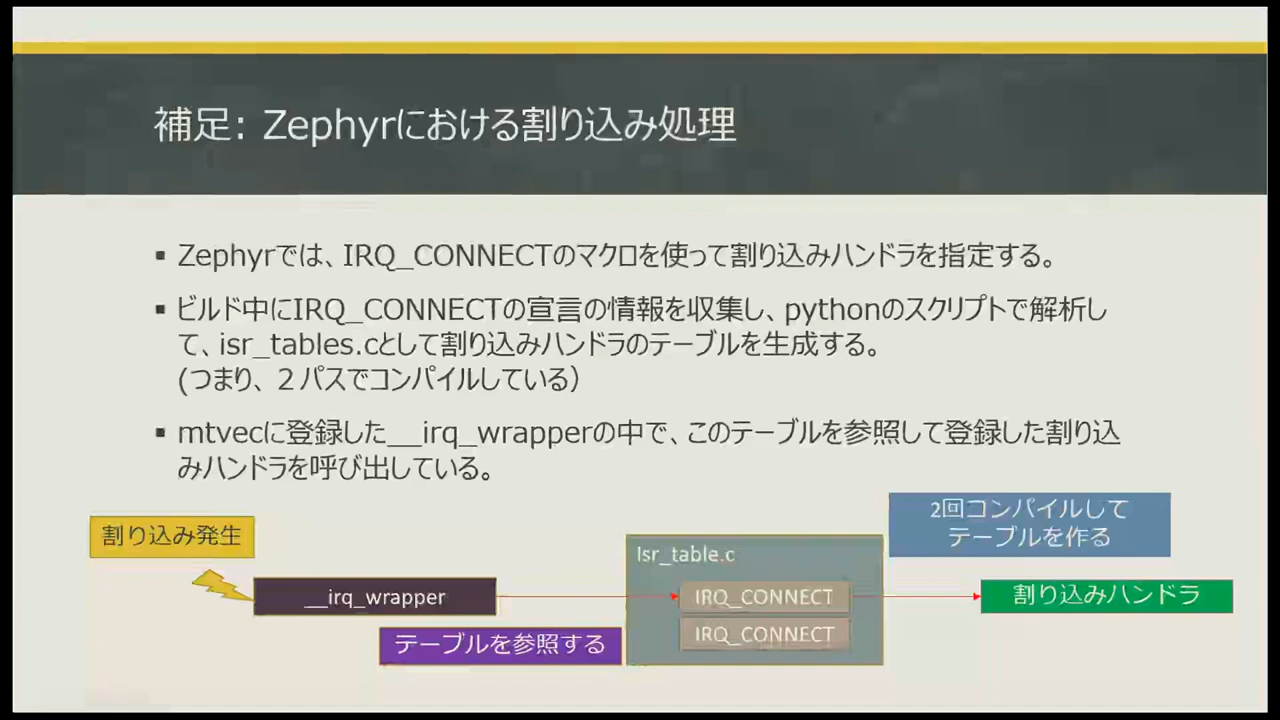 補足: Zephyrにおける割り込み処理
▪ Zephyrでは、IRQ_CONNECTのマクロを使って割り込みハンドラを指定する。
▪ ビルド中にIRQ_CONNECTの宣言の情報を収集し、pythonのスクリプトで解析し
て、isr_tables.cとして割り込みハンドラのテーブルを生成する。
(つまり、２パスでコンパイルしている）
▪ mtvecに登録した__irq_wrapperの中で、このテーブルを参照して登録した割り込
みハンドラを呼び出している。
割り込み発生
__irq_wrapper
テーブルを参照する
Isr_table.c
IRQ_CONNECT
IRQ_CONNECT
2回コンパイルして
テーブルを作る
割り込みハンドラ